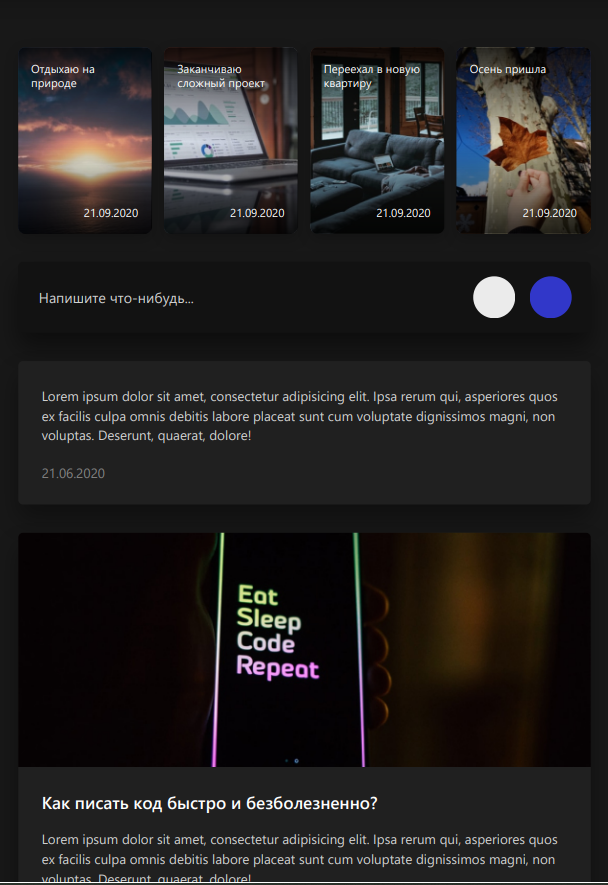 Отдыхаю на
природе
21.09.2020
Заканчиваю
сложный проект
21.09.2020
Переехал в новую
квартиру
21.09.2020
Осень пришла
21.09.2020
Напишите что-нибудь...
Lorem ipsum dolor sit amet, consectetur adipisicing elit. Ipsa rerum qui, asperiores quos
ex facilis culpa omnis debitis labore placeat sunt cum voluptate dignissimos magni, non
voluptas. Deserunt, quaerat, dolore!
21.06.2020
Eat
Sleep
Code
Repeat
Как писать код быстро и безболезненно?
Lorem ipsum dolor sit amet, consectetur adipisicing elit. Ipsa rerum qui, asperiores quos
ex facilis culpa omnis debitis labore placeat sunt cum voluptate dignissimos magni, non
voluptas. Deserunt, quaerat, dolore!